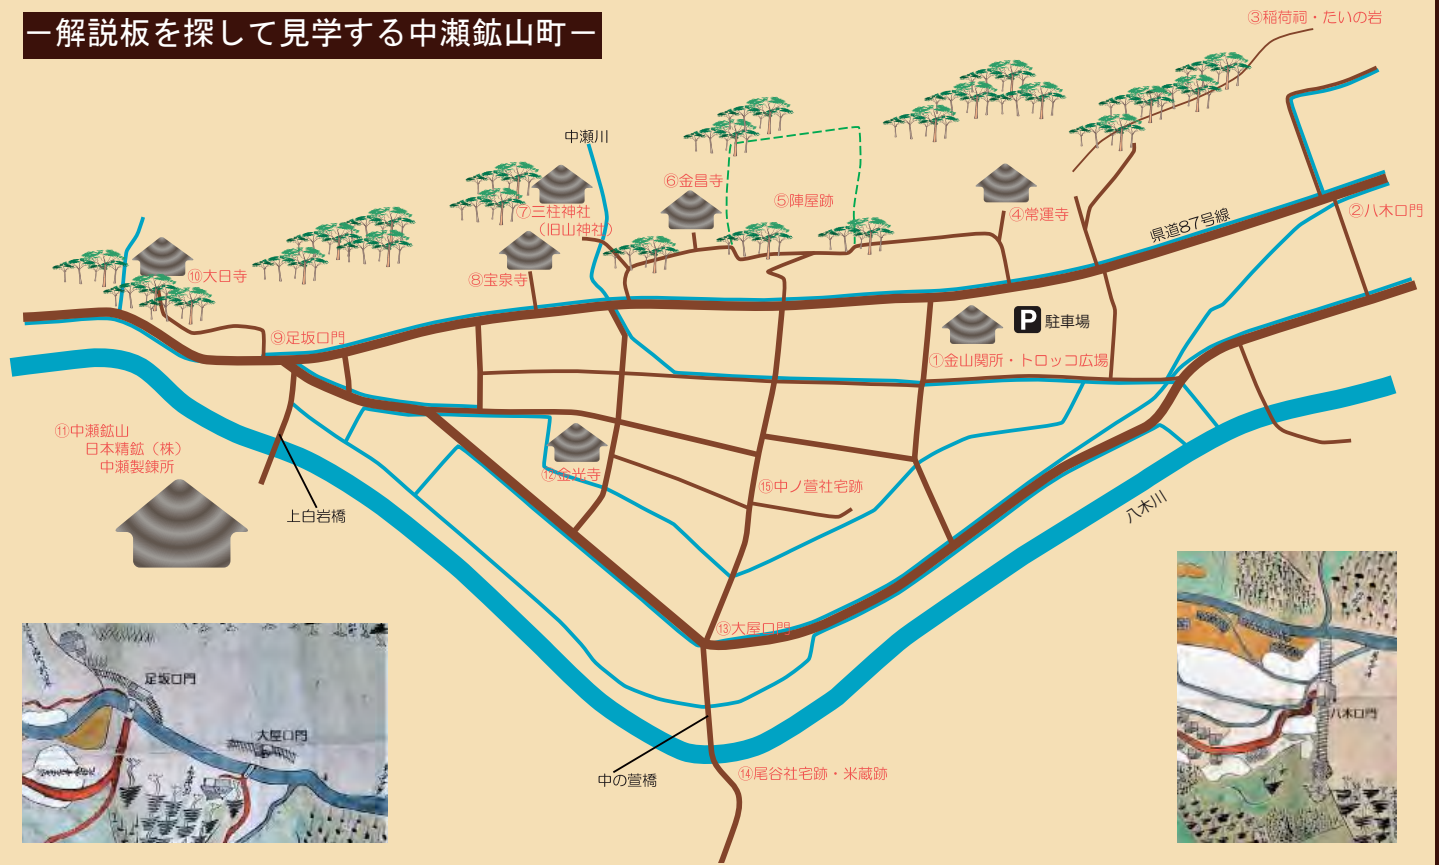 －解説板を探して見学する中瀬鉱山町－
③稲荷祠・たいの岩
中瀬川
⑥金昌寺
⑤陣屋跡
⑦三柱神社
（旧山神社）
④常運寺
②八木口門
県道87号線
⑩大日寺
⑧宝泉寺
P 駐車場
⑨足坂口門
①金山関所・トロッコ広場
⑪中瀬鉱山
日本精鉱（株）
中瀬製錬所
⑫金光寺
⑮中ノ萱社宅跡
上白岩橋
八木川
⑬大屋口門
足坂口門
大屋口門
八木口門
中の萱橋
⑭尾谷社宅跡・米蔵跡